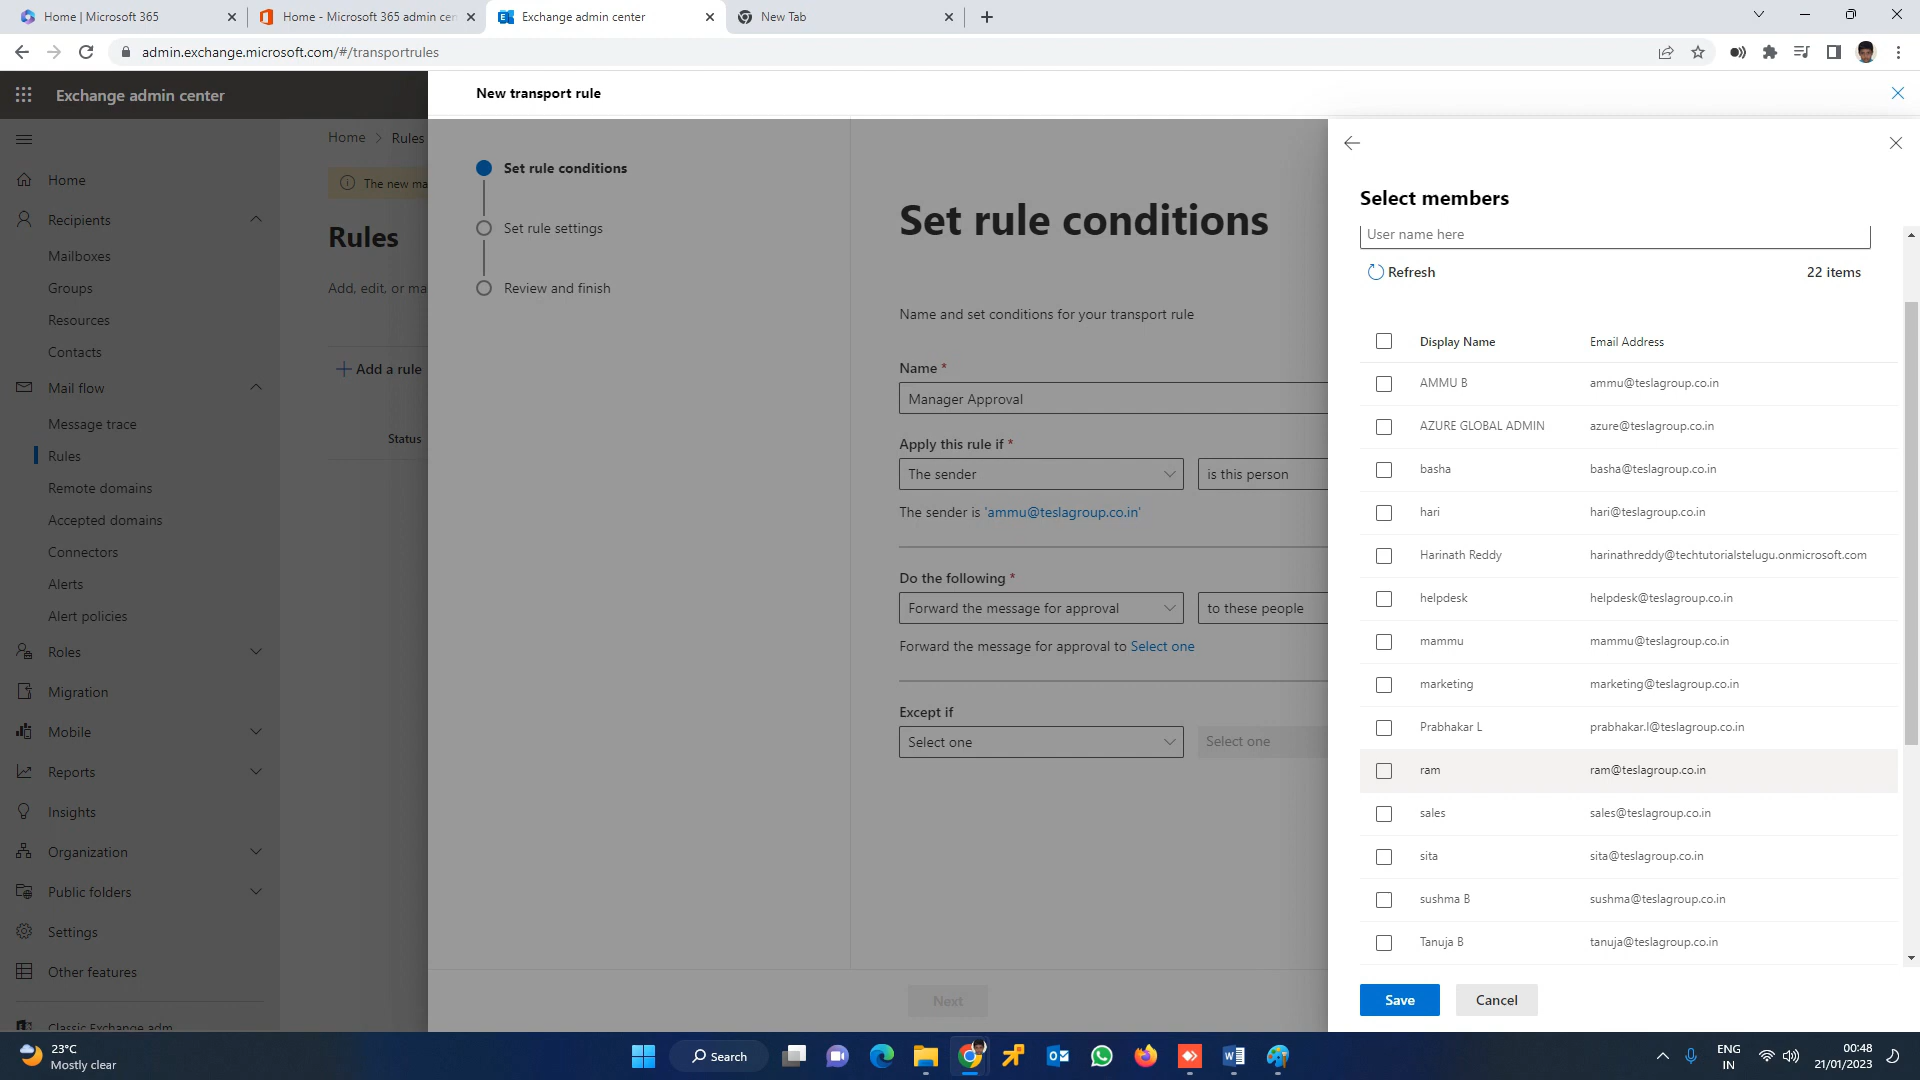 Home | Microsoft 365
Home - Microsoft 365 admin cen
Exchange admin center
New Tab
admin.exchange.microsoft.com/#/transportrules
Exchange admin center
New transport rule
Home
Recipients
Mailboxes
Groups
Resources
Contacts
Mail flow
Message trace
Rules
Remote domains
Accepted domains
Connectors
Alerts
Alert policies
Roles
Migration
Mobile
Reports
Insights
Organization
Public folders
Settings
Other features
Classic Exchange adm
Home > Rules
The new ma
Rules
Add, edit, or ma
+ Add a rule
Status
Set rule conditions
Set rule settings
Review and finish
Set rule conditions
Name and set conditions for your transport rule
Name *
Manager Approval
Apply this rule if *
The sender
is this person
The sender is 'ammu@teslagroup.co.in'
Do the following *
Forward the message for approval
to these people
Forward the message for approval to Select one
Except if
Select one
Select one
Next
Select members
User name here
Refresh
22 items
Display Name Email Address
AMMU B ammu@teslagroup.co.in
AZURE GLOBAL ADMIN azure@teslagroup.co.in
basha basha@teslagroup.co.in
hari hari@teslagroup.co.in
Harinath Reddy harinathreddy@techtutorialstelugu.onmicrosoft.com
helpdesk helpdesk@teslagroup.co.in
mammu mammu@teslagroup.co.in
marketing marketing@teslagroup.co.in
Prabhakar L prabhakar.l@teslagroup.co.in
ram ram@teslagroup.co.in
sales sales@teslagroup.co.in
sita sita@teslagroup.co.in
sushma B sushma@teslagroup.co.in
Tanuja B tanuja@teslagroup.co.in
Save
Cancel
23°C
Mostly clear
Search
ENG
IN
00:48
21/01/2023